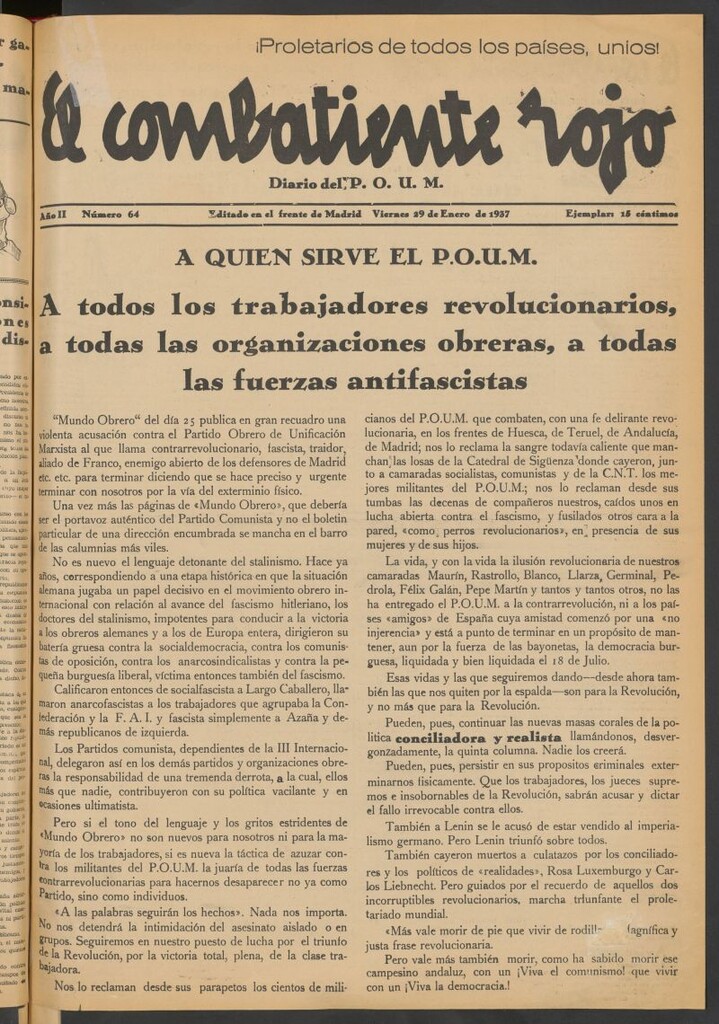 ¡Proletarios de todos los países, uníos!
El combatiente rojo
Diario del P. O. U. M.
Año II Número 64 Editado en el frente de Madrid Viernes 29 de Enero de 1937 Ejemplar: 15 céntimos
A QUIEN SIRVE EL P.O.U.M.
A todos los trabajadores revolucionarios,
a todas las organizaciones obreras, a todas
las fuerzas antifascistas
"Mundo Obrero" del día 25 publica en gran recuadro una
violenta acusación contra el Partido Obrero de Unificación
Marxista al que llama contrarrevolucionario, fascista, traidor,
aliado de Franco, enemigo abierto de los defensores de Madrid
etc. etc. para terminar diciendo que se hace preciso y urgente
terminar con nosotros por la vía del exterminio físico.
Una vez más las páginas de «Mundo Obrero», que debería
ser el portavoz auténtico del Partido Comunista y no el boletin
particular de una dirección encumbrada se mancha en el barro
de las calumnias más viles.
No es nuevo el lenguaje detonante del stalinismo. Hace ya
años, correspondiendo a una etapa histórica en que la situación
alemana jugaba un papel decisivo en el movimiento obrero in-
ternacional con relación al avance del fascismo hitleriano, los
doctores del stalinismo, impotentes para conducir a la victoria
a los obreros alemanes y a los de Europa entera, dirigieron su
batería gruesa contra la socialdemocracia, contra los comunis-
tas de oposición, contra los anarcosindicalistas y contra la pe-
queña burguesía liberal, víctima entonces también del fascismo.
Calificaron entonces de socialfascista a Largo Caballero, lla-
maron anarcofascistas a los trabajadores que agrupaba la Con-
federación y la F. A. I. y fascista simplemente a Azaña y de-
más republicanos de izquierda.
Los Partidos comunista, dependientes de la III Internacio-
nal, delegaron así en los demás partidos y organizaciones obre-
ras la responsabilidad de una tremenda derrota, a la cual, ellos
más que nadie, contribuyeron con su política vacilante y en
ocasiones ultimatista.
Pero si el tono del lenguaje y los gritos estridentes de
«Mundo Obrero» no son nuevos para nosotros ni para la ma-
yoría de los trabajadores, si es nueva la táctica de azuzar con-
tra los militantes del P.O.U.M. la juaría de todas las fuerzas
contrarrevolucionarias para hacernos desaparecer no ya como
Partido, sino como individuos.
«A las palabras seguirán los hechos». Nada nos importa.
No nos detendrá la intimidación del asesinato aislado o en
grupos. Seguiremos en nuestro puesto de lucha por el triunfo
de la Revolución, por la victoria total, plena, de la clase tra-
bajadora.
Nos lo reclaman desde sus parapetos los cientos de mili-
cianos del P.O.U.M. que combaten, con una fe delirante revo-
lucionaria, en los frentes de Huesca, de Teruel, de Andalucía,
de Madrid; nos lo reclama la sangre todavía caliente que man-
chan las losas de la Catedral de Sigüenza donde cayeron, jun-
to a camaradas socialistas, comunistas y de la C.N.T. los me-
jores militantes del P.O.U.M.; nos lo reclaman desde sus
tumbas las decenas de compañeros nuestros, caídos unos en
lucha abierta contra el fascismo, y fusilados otros cara a la
pared, «como perros revolucionarios», en presencia de sus
mujeres y de sus hijos.
La vida, y con la vida la ilusión revolucionaria de nuestros
camaradas Maurín, Rastrollo, Blanco, Llarza, Germinal, Pe-
drola, Félix Galán, Pepe Martín y tantos y tantos otros, no las
ha entregado el P.O.U.M. a la contrarrevolución, ni a los paí-
ses «amigos» de España cuya amistad comenzó por una «no
injerencia» y está a punto de terminar en un propósito de man-
tener, aun por la fuerza de las bayonetas, la democracia bur-
guesa, liquidada y bien liquidada el 18 de Julio.
Esas vidas y las que seguiremos dando—desde ahora tam-
bién las que nos quiten por la espalda—son para la Revolución,
y no más que para la Revolución.
Pueden, pues, continuar las nuevas masas corales de la po-
lítica conciliadora y realista llamándonos, desver-
gonzadamente, la quinta columna. Nadie los creerá.
Pueden, pues, persistir en sus propositos criminales exter-
minarnos físicamente. Que los trabajadores, los jueces supre-
mos e insobornables de la Revolución, sabrán acusar y dictar
el fallo irrevocable contra ellos.
También a Lenin se le acusó de estar vendido al imperia-
lismo germano. Pero Lenin triunfó sobre todos.
También cayeron muertos a culatazos por los conciliado-
res y los políticos de «realidades», Rosa Luxemburgo y Car-
los Liebnecht. Pero guiados por el recuerdo de aquellos dos
incorruptibles revolucionarios, marcha triunfante el prole-
tariado mundial.
«Más vale morir de pie que vivir de rodill agnífica y
justa frase revolucionaria.
Pero vale más también morir, como ha sabido morir ese
campesino andaluz, con un ¡Viva el comunismo! que vivir
con un ¡Viva la democracia.!